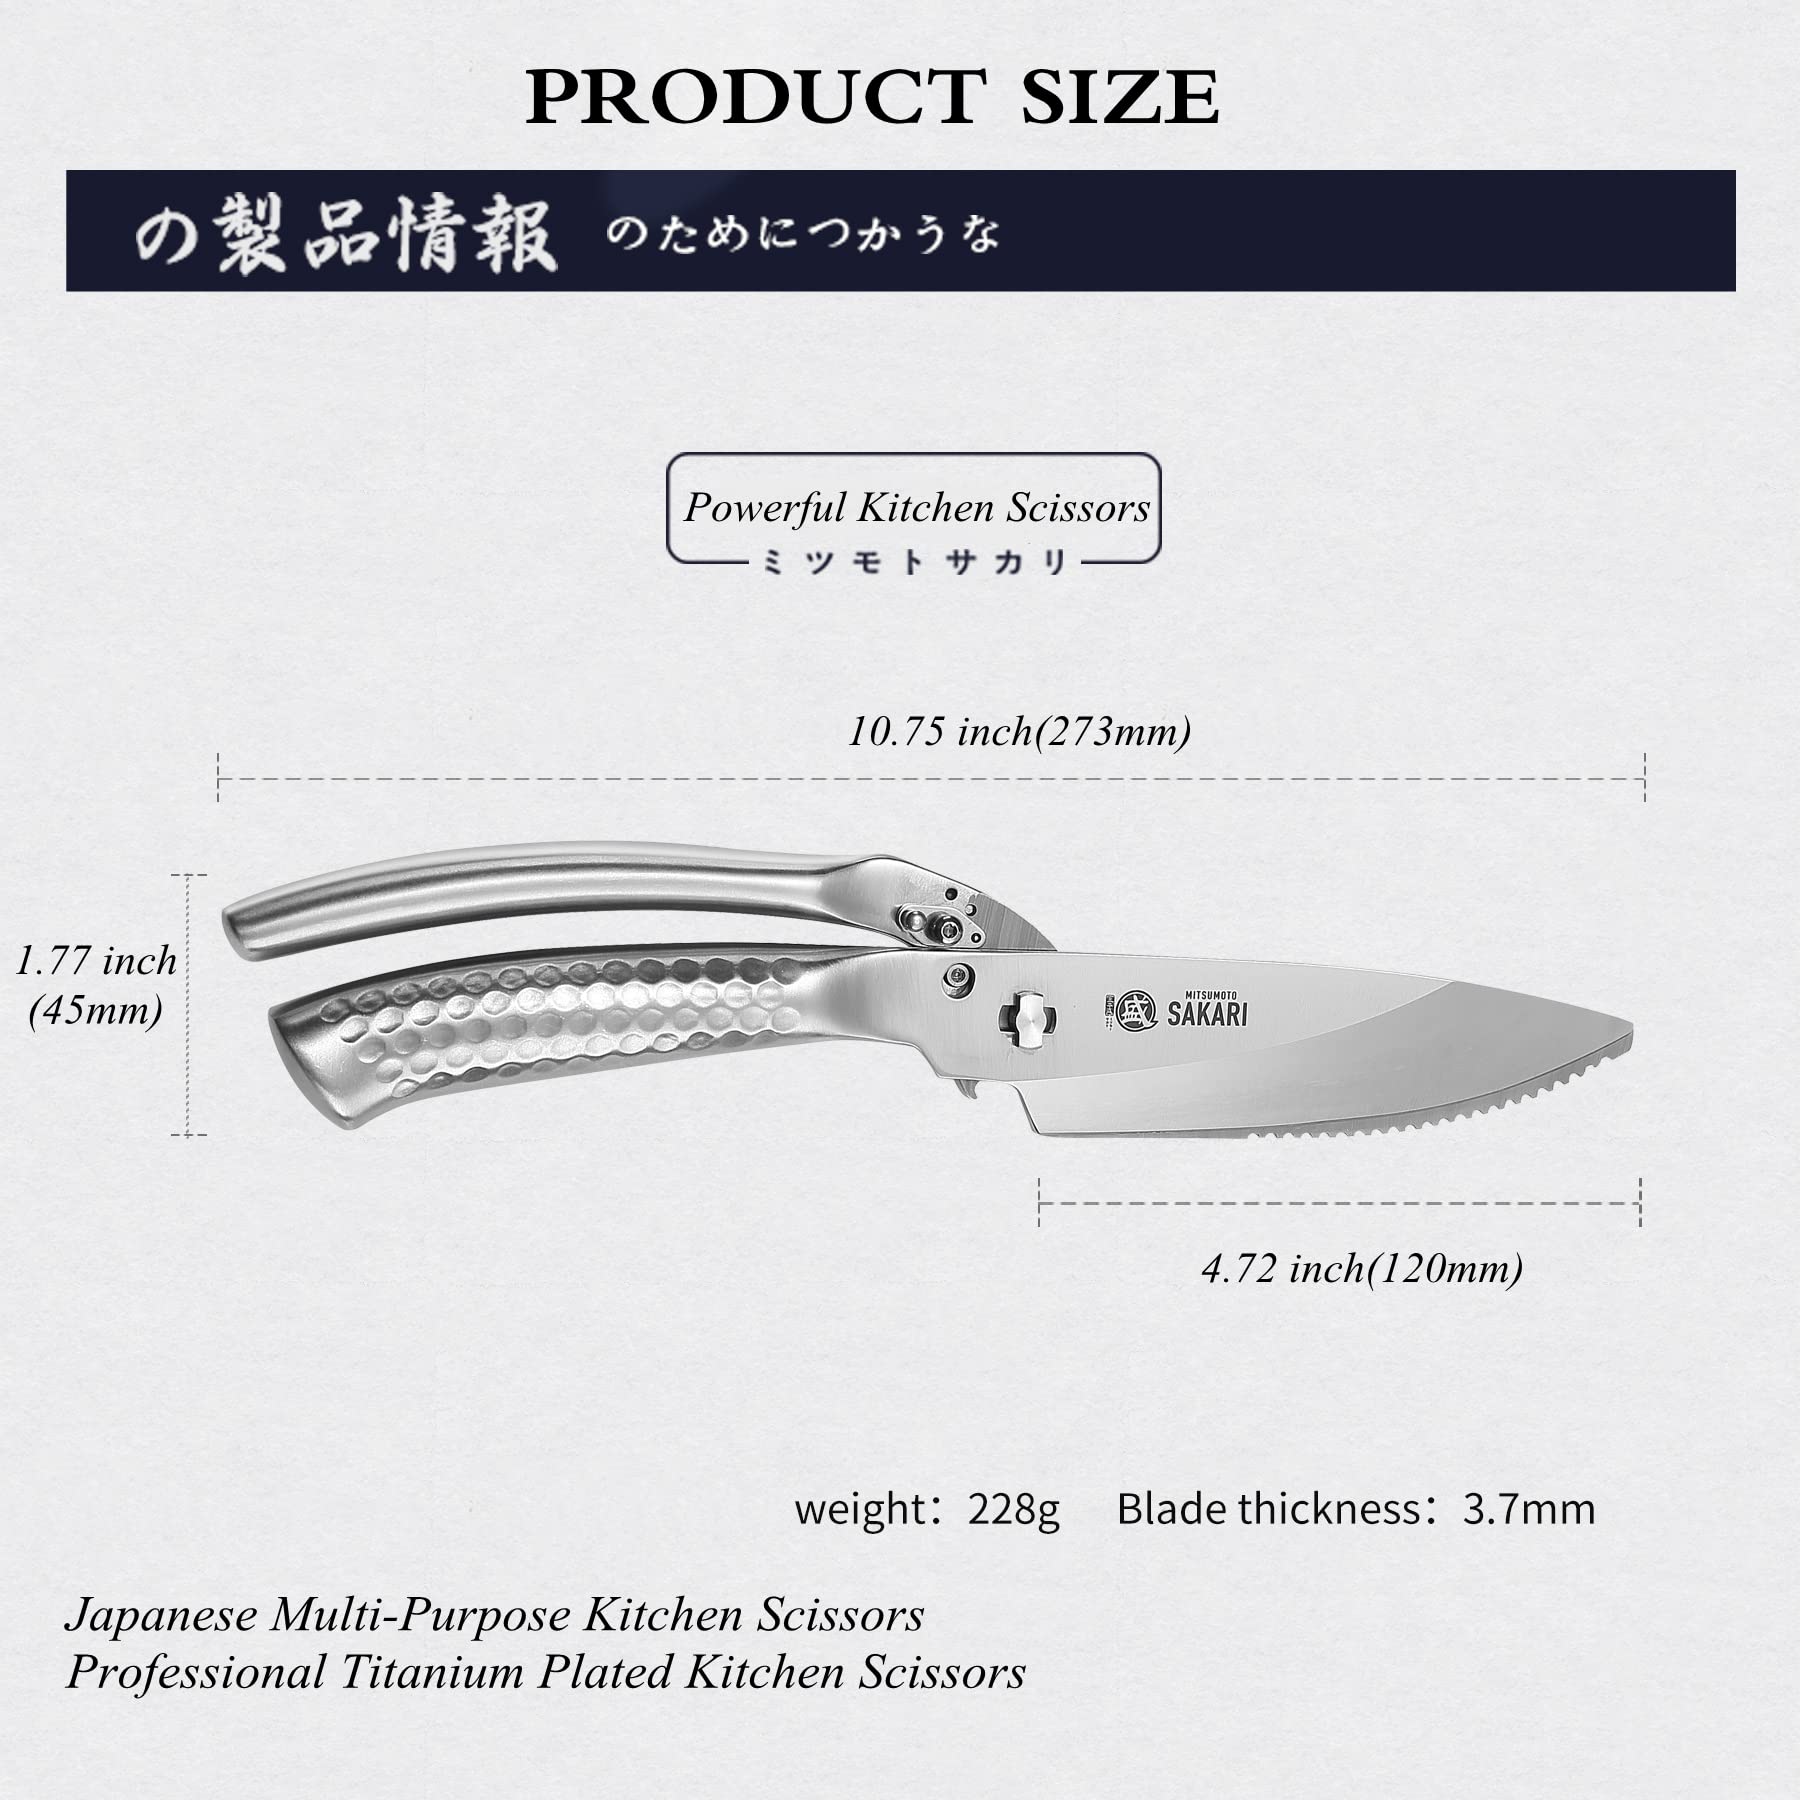 PRODUCT SIZE
の製品情報 のためにつかうな
Powerful Kitchen Scissors
ミツモトサカリ
10.75 inch(273mm)
1.77 inch
(45mm)
MITSUMOTO
SAKARI
4.72 inch(120mm)
weight：228g Blade thickness：3.7mm
Japanese Multi-Purpose Kitchen Scissors
Professional Titanium Plated Kitchen Scissors